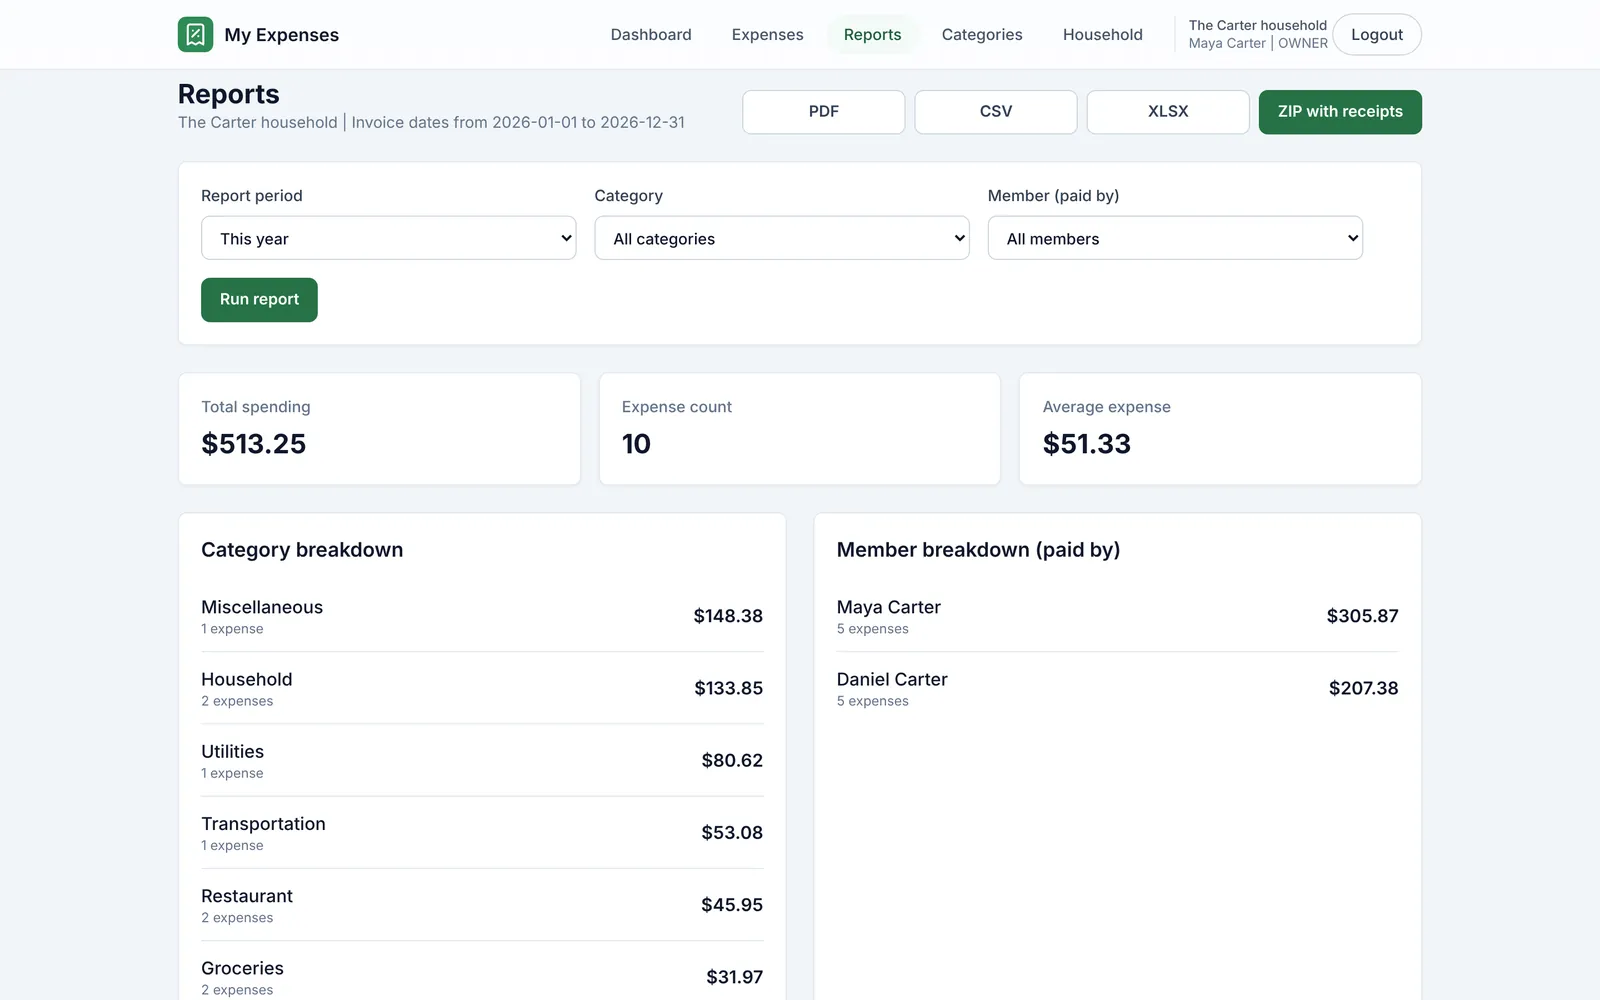 My Expenses
Dashboard
Expenses
Reports
Categories
Household
The Carter household
Maya Carter | OWNER
Logout
Reports
The Carter household | Invoice dates from 2026-01-01 to 2026-12-31
PDF
CSV
XLSX
ZIP with receipts
Report period
Category
Member (paid by)
This year
All categories
All members
Run report
Total spending
$513.25
Expense count
10
Average expense
$51.33
Category breakdown
Miscellaneous
1 expense
$148.38
Household
2 expenses
$133.85
Utilities
1 expense
$80.62
Transportation
1 expense
$53.08
Restaurant
2 expenses
$45.95
Groceries
2 expenses
$31.97
Member breakdown (paid by)
Maya Carter
5 expenses
$305.87
Daniel Carter
5 expenses
$207.38